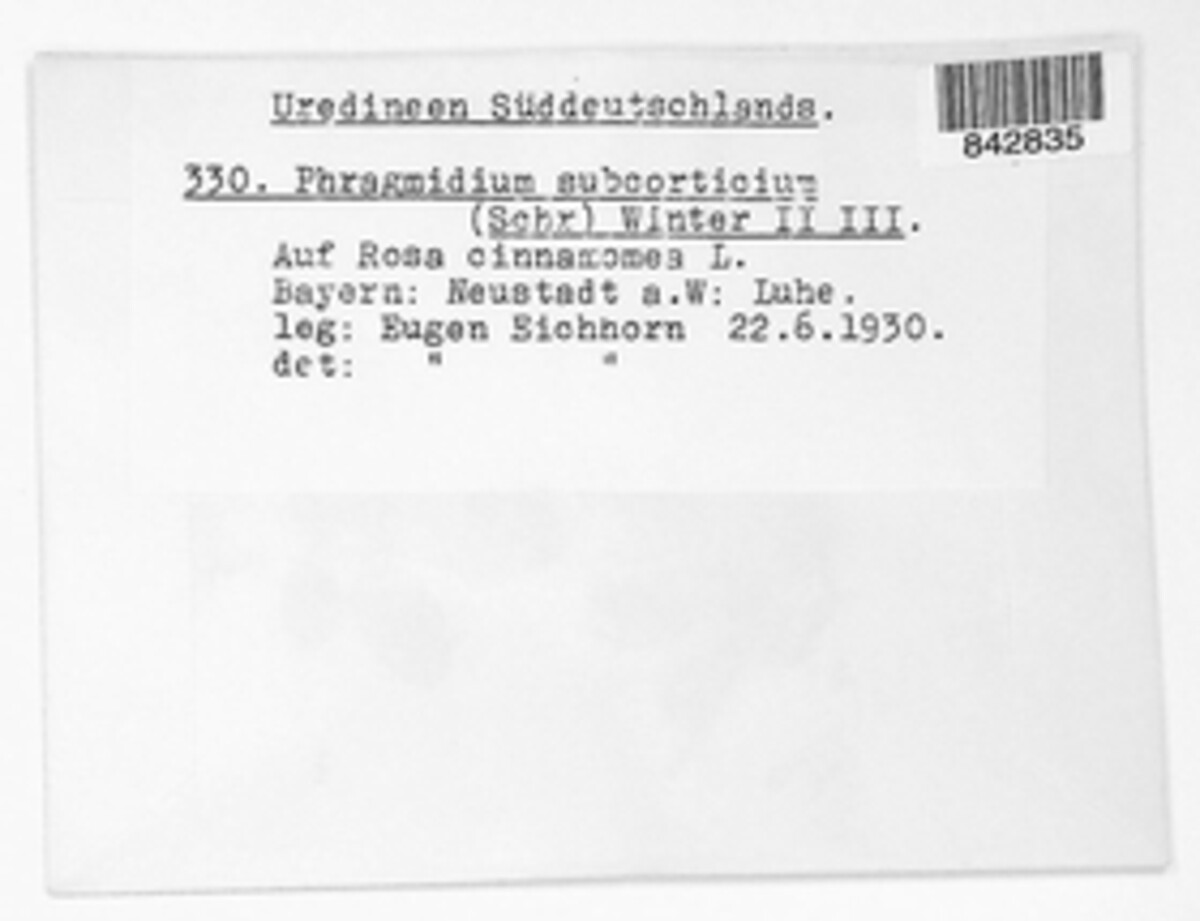 Uredineen Süddeutschlands.
842835
330. Phragmidium subcorticium
(Schr) Winter II III.
Auf Rosa cinnamomea L.
Bayern: Neustadt a.W: Luhe.
leg: Eugen Eichhorn 22.6.1930.
det: " "